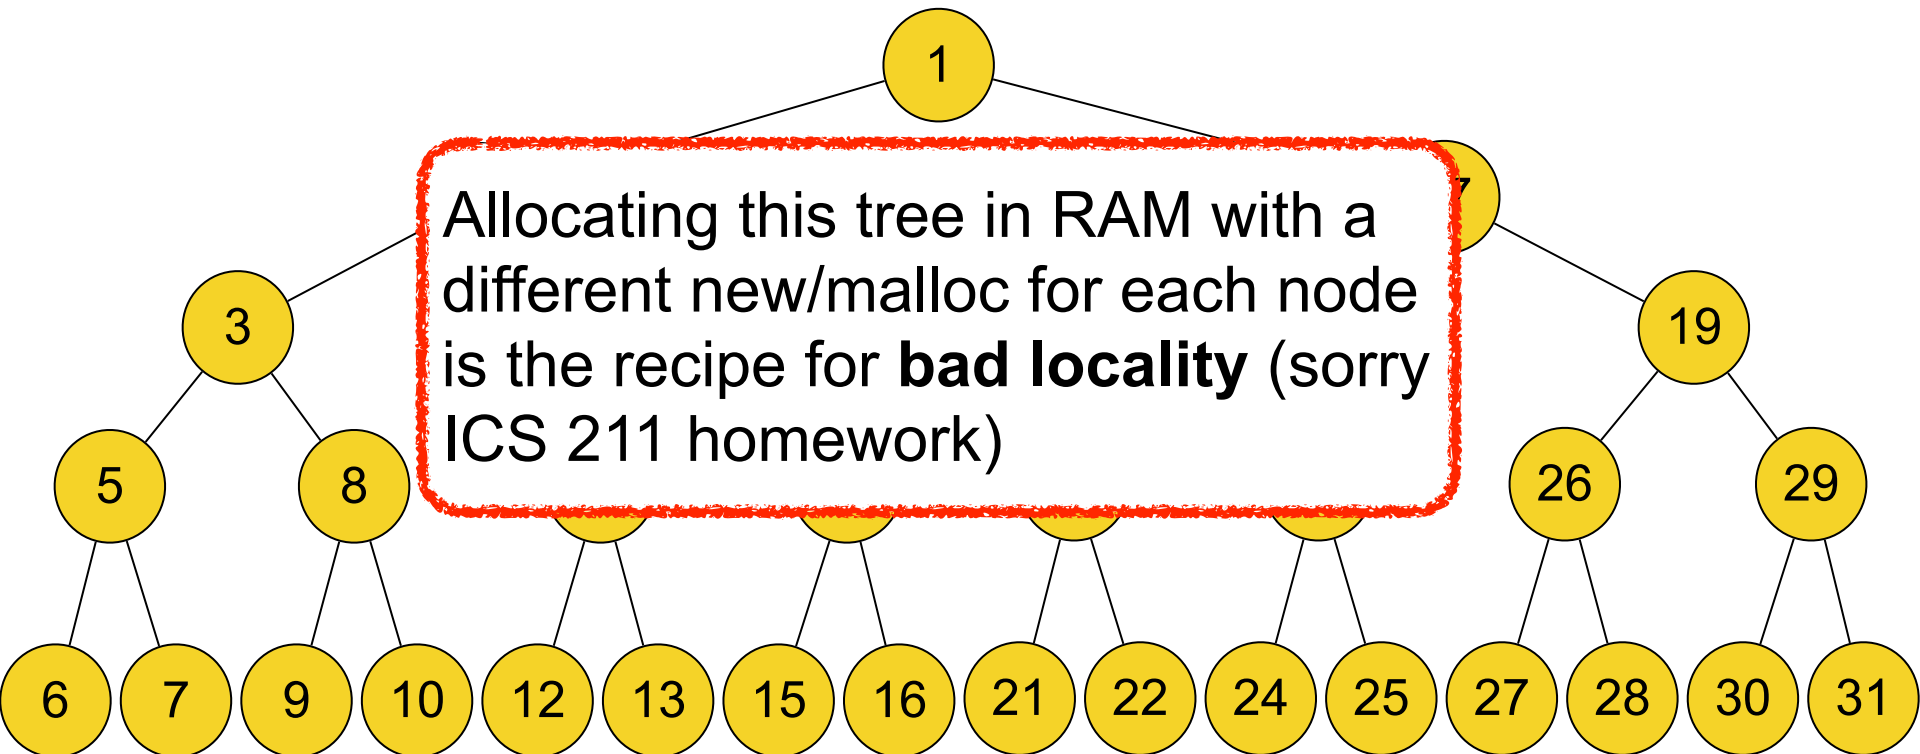 1
Allocating this tree in RAM with a
different new/malloc for each node
is the recipe for bad locality (sorry
ICS 211 homework)
3 19
5 8 26 29
6 7 9 10 12 13 15 16 21 22 24 25 27 28 30 31